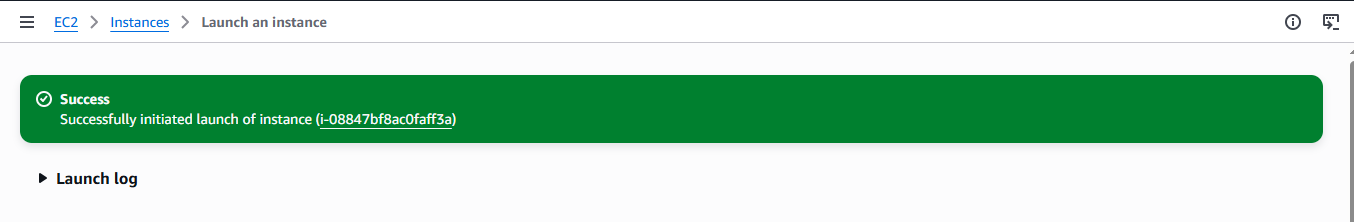 EC2 > Instances > Launch an instance
Success
Successfully initiated launch of instance (i-08847bf8ac0faff3a)
Launch log